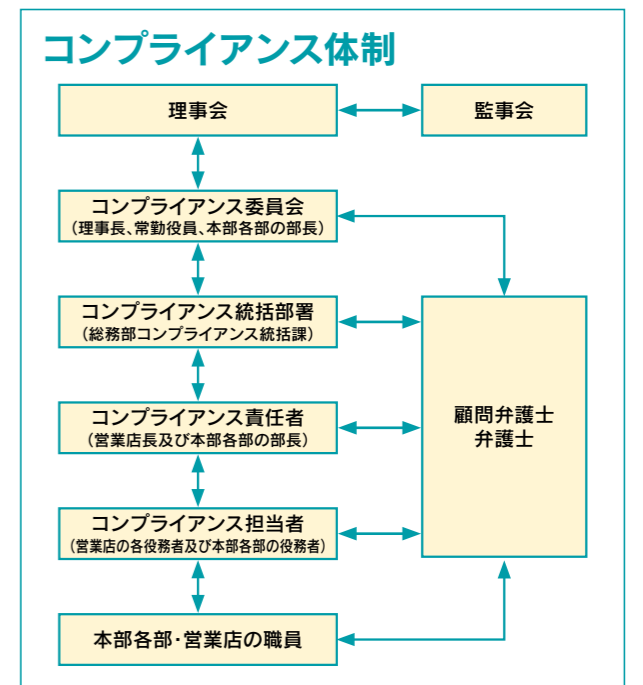 コンプライアンス体制
理事会
監事会
コンプライアンス委員会
(理事長、常勤役員、本部各部の部長)
コンプライアンス統括部署
(総務部コンプライアンス統括課)
コンプライアンス責任者
(営業店長及び本部各部の部長)
顧問弁護士
弁護士
コンプライアンス担当者
(営業店の各役務者及び本部各部の役務者)
本部各部・営業店の職員